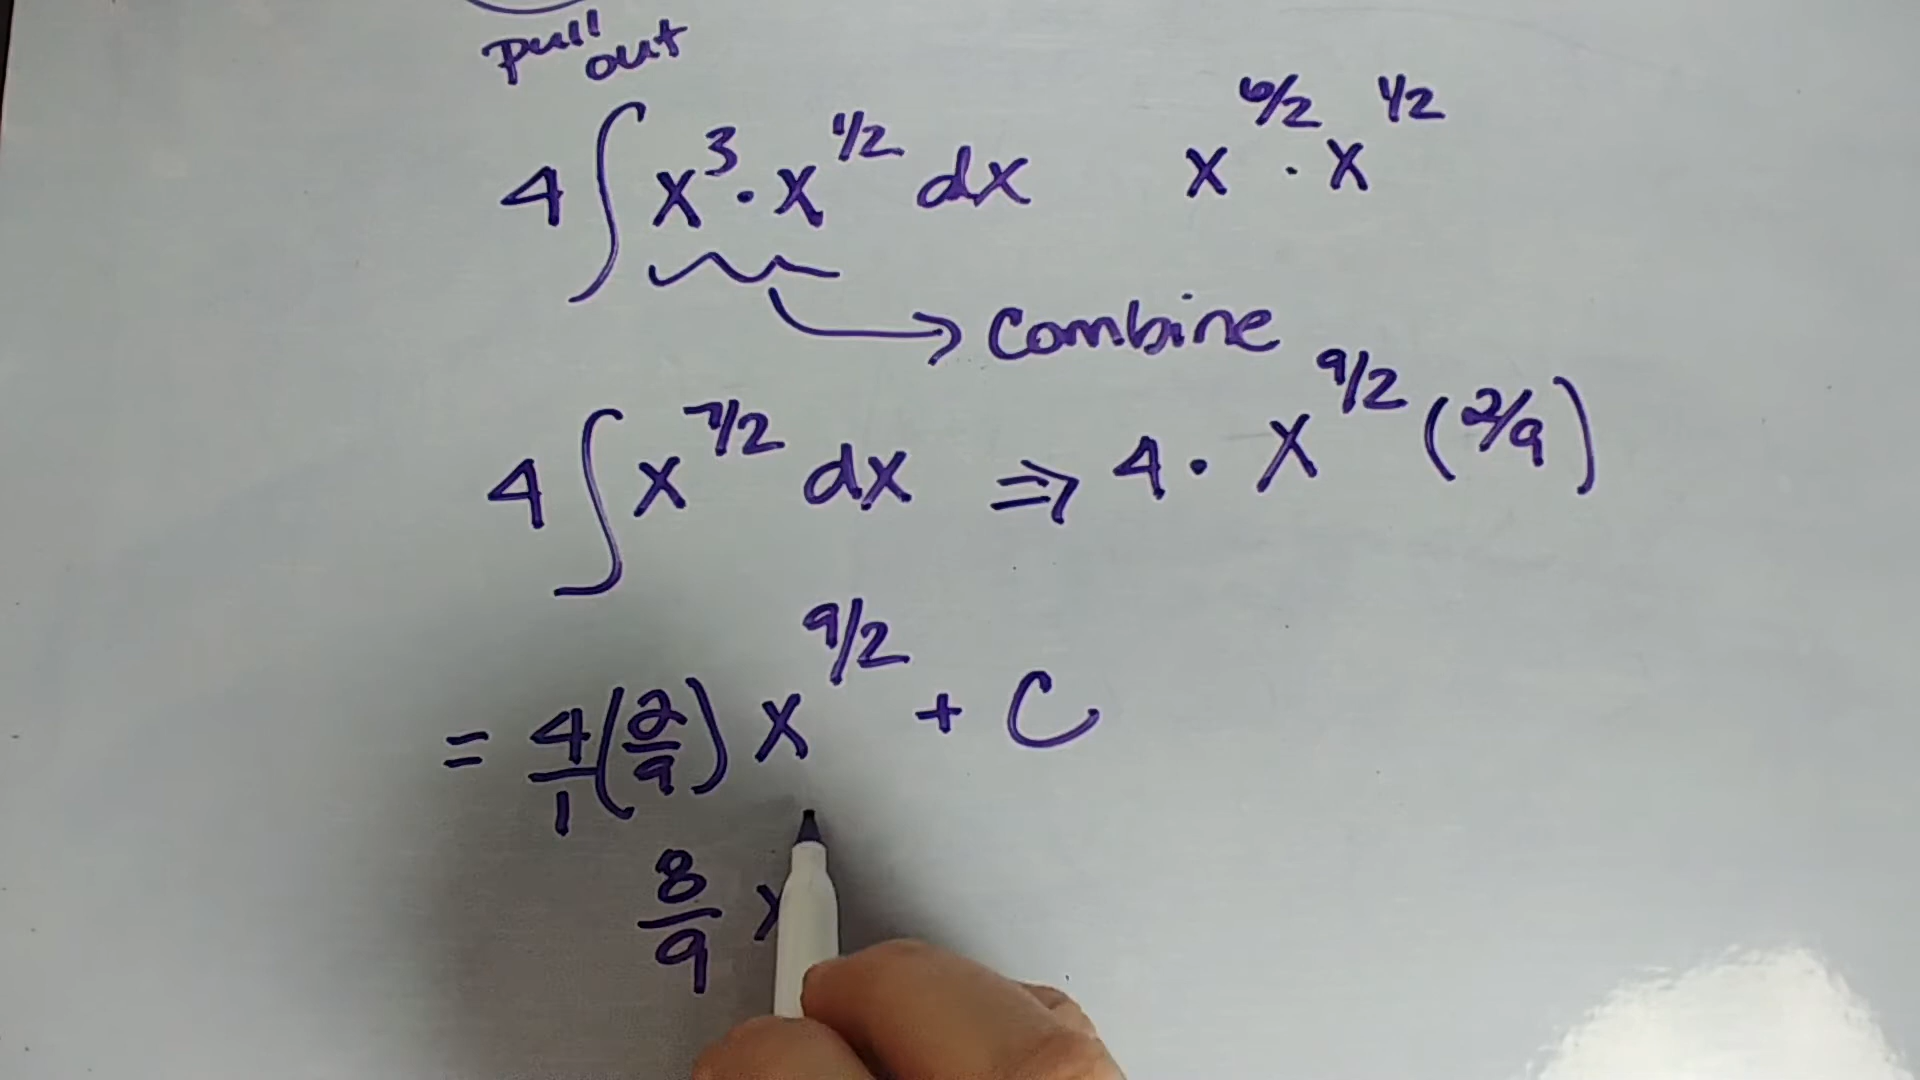 pull out
4 ∫ x³ · x^1/2 dx    x^6/2 · x^1/2
→ Combine
4 ∫ x^7/2 dx ⇒ 4 · x^9/2 (2/9)
= 4/1 (2/9) x^9/2 + C
8/9 x